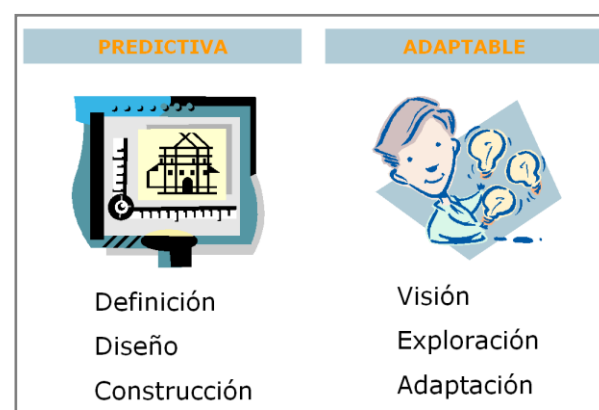 PREDICTIVA
ADAPTABLE
Definición
Diseño
Construcción
Visión
Exploración
Adaptación